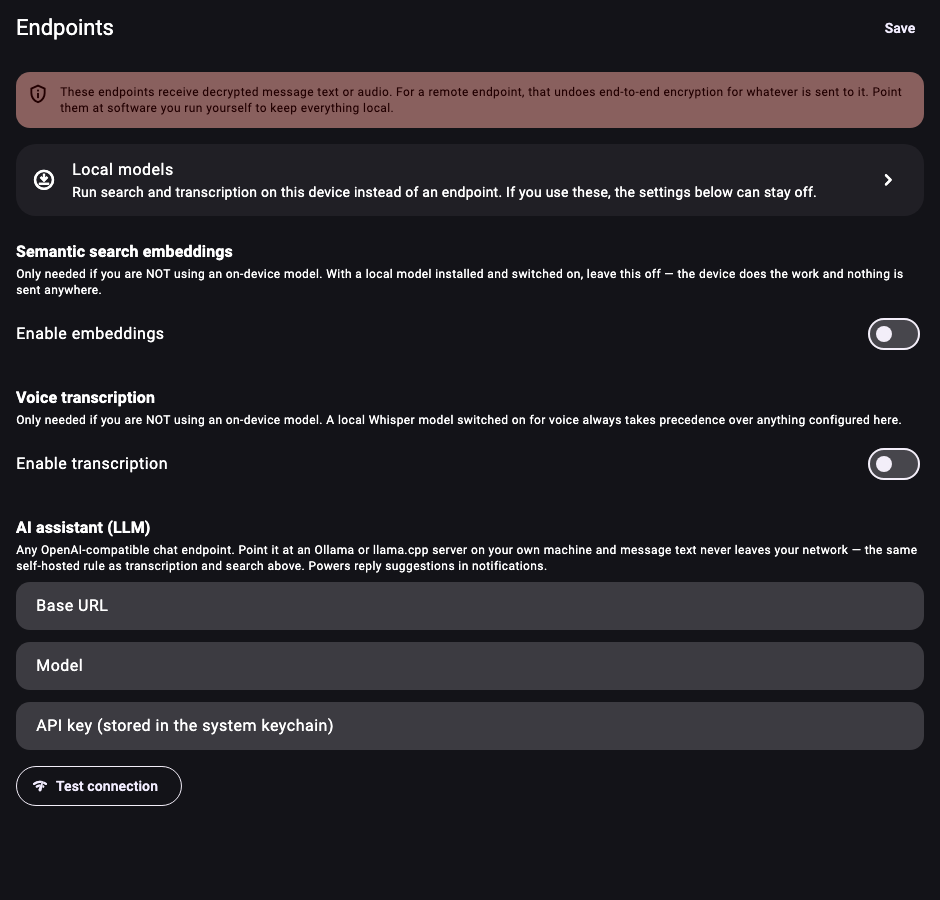 Endpoints
Save
These endpoints receive decrypted message text or audio. For a remote endpoint, that undoes end-to-end encryption for whatever is sent to it. Point
them at software you run yourself to keep everything local.
Local models
Run search and transcription on this device instead of an endpoint. If you use these, the settings below can stay off.
Semantic search embeddings
Only needed if you are NOT using an on-device model. With a local model installed and switched on, leave this off — the device does the work and nothing is
sent anywhere.
Enable embeddings
Voice transcription
Only needed if you are NOT using an on-device model. A local Whisper model switched on for voice always takes precedence over anything configured here.
Enable transcription
AI assistant (LLM)
Any OpenAI-compatible chat endpoint. Point it at an Ollama or llama.cpp server on your own machine and message text never leaves your network — the same
self-hosted rule as transcription and search above. Powers reply suggestions in notifications.
Base URL
Model
API key (stored in the system keychain)
Test connection